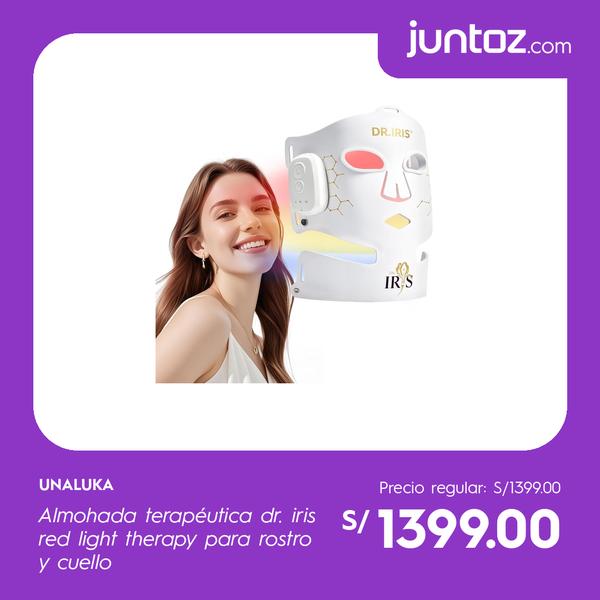 juntoz.com
DR.IRIS
IRIS
UNALUKA
Almohada terapéutica dr. iris
red light therapy para rostro
y cuello
Precio regular: S/1399.00
S/1399.00